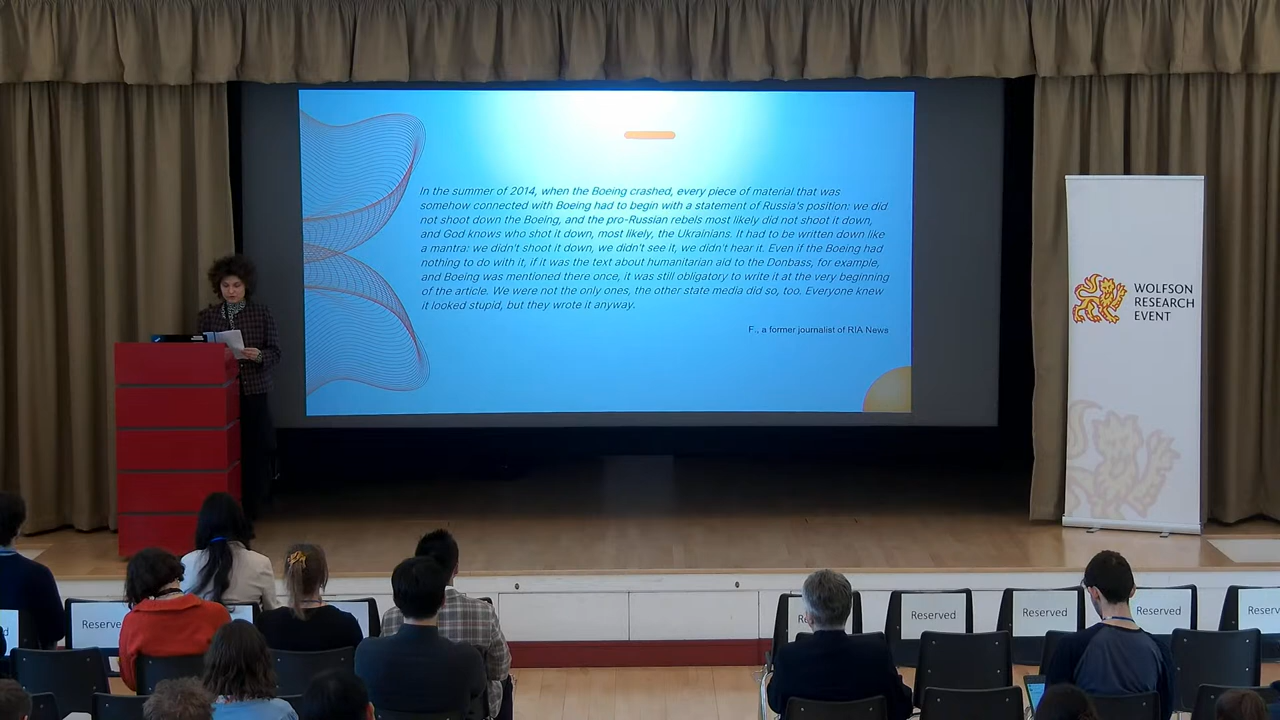 In the summer of 2014, when the Boeing crashed, every piece of material that was
somehow connected with Boeing had to begin with a statement of Russia's position: we did
not shoot down the Boeing, and the pro-Russian rebels most likely did not shoot it down,
and God knows who shot it down, most likely, the Ukrainians. It had to be written down like
a mantra: we didn't shoot it down, we didn't see it, we didn't hear it. Even if the Boeing had
nothing to do with it, if it was the text about humanitarian aid to the Donbass, for example,
and Boeing was mentioned there once, it was still obligatory to write it at the very beginning
of the article. We were not the only ones, the other state media did so, too. Everyone knew
it looked stupid, but they wrote it anyway.
F., a former journalist of RIA News
WOLFSON
RESEARCH
EVENT
Reserved
Reserved
Reserved